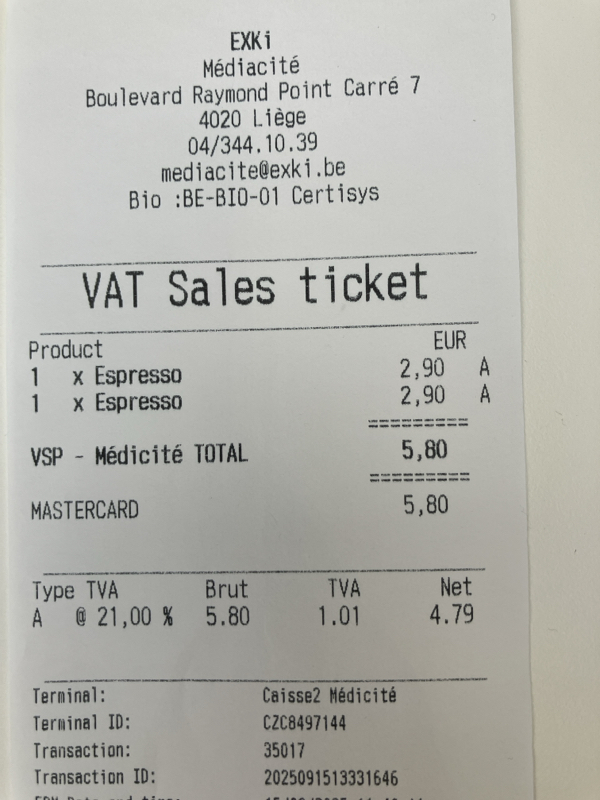 EXKi
Médiacité
Boulevard Raymond Point Carré 7
4020 Liège
04/344.10.39
mediacite@exki.be
Bio :BE-BIO-01 Certisys
VAT Sales ticket
Product EUR
1 x Espresso 2,90 A
1 x Espresso 2,90 A
=========
VSP - Médicité TOTAL 5,80
=========
MASTERCARD 5,80
Type TVA Brut TVA Net
A @ 21,00 % 5.80 1.01 4.79
Terminal: Caisse2 Médicité
Terminal ID: CZC8497144
Transaction: 35017
Transaction ID: 2025091513331646